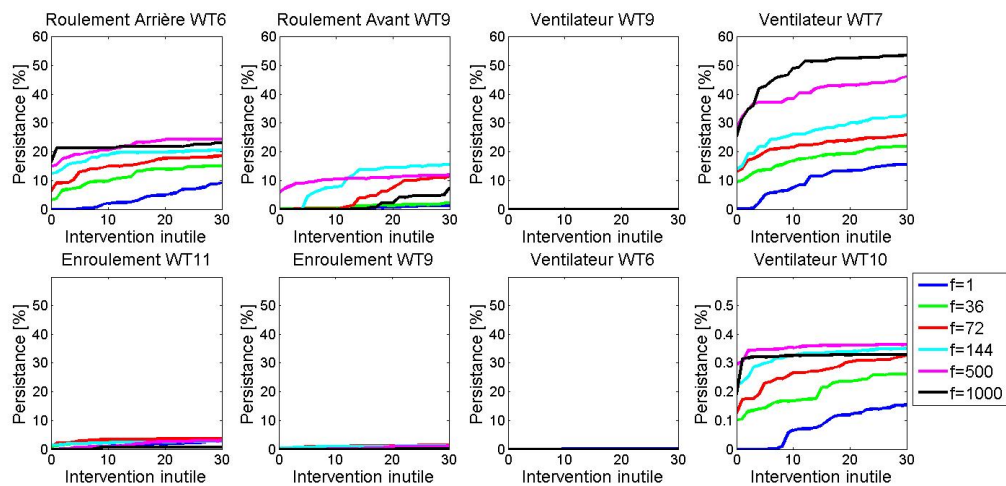 Roulement Arrière WT6
Roulement Avant WT9
Ventilateur WT9
Ventilateur WT7
Persistance [%]
60
50
40
30
20
10
0
0 10 20 30
Intervention inutile
Persistance [%]
60
50
40
30
20
10
0
0 10 20 30
Intervention inutile
Persistance [%]
60
50
40
30
20
10
0
0 10 20 30
Intervention inutile
Persistance [%]
60
50
40
30
20
10
0
0 10 20 30
Intervention inutile
Enroulement WT11
Enroulement WT9
Ventilateur WT6
Ventilateur WT10
Persistance [%]
50
40
30
20
10
0
0 10 20 30
Intervention inutile
Persistance [%]
50
40
30
20
10
0
0 10 20 30
Intervention inutile
Persistance [%]
50
40
30
20
10
0
0 10 20 30
Intervention inutile
Persistance [%]
0.5
0.4
0.3
0.2
0.1
0
0 10 20 30
Intervention inutile
f=1
f=36
f=72
f=144
f=500
f=1000